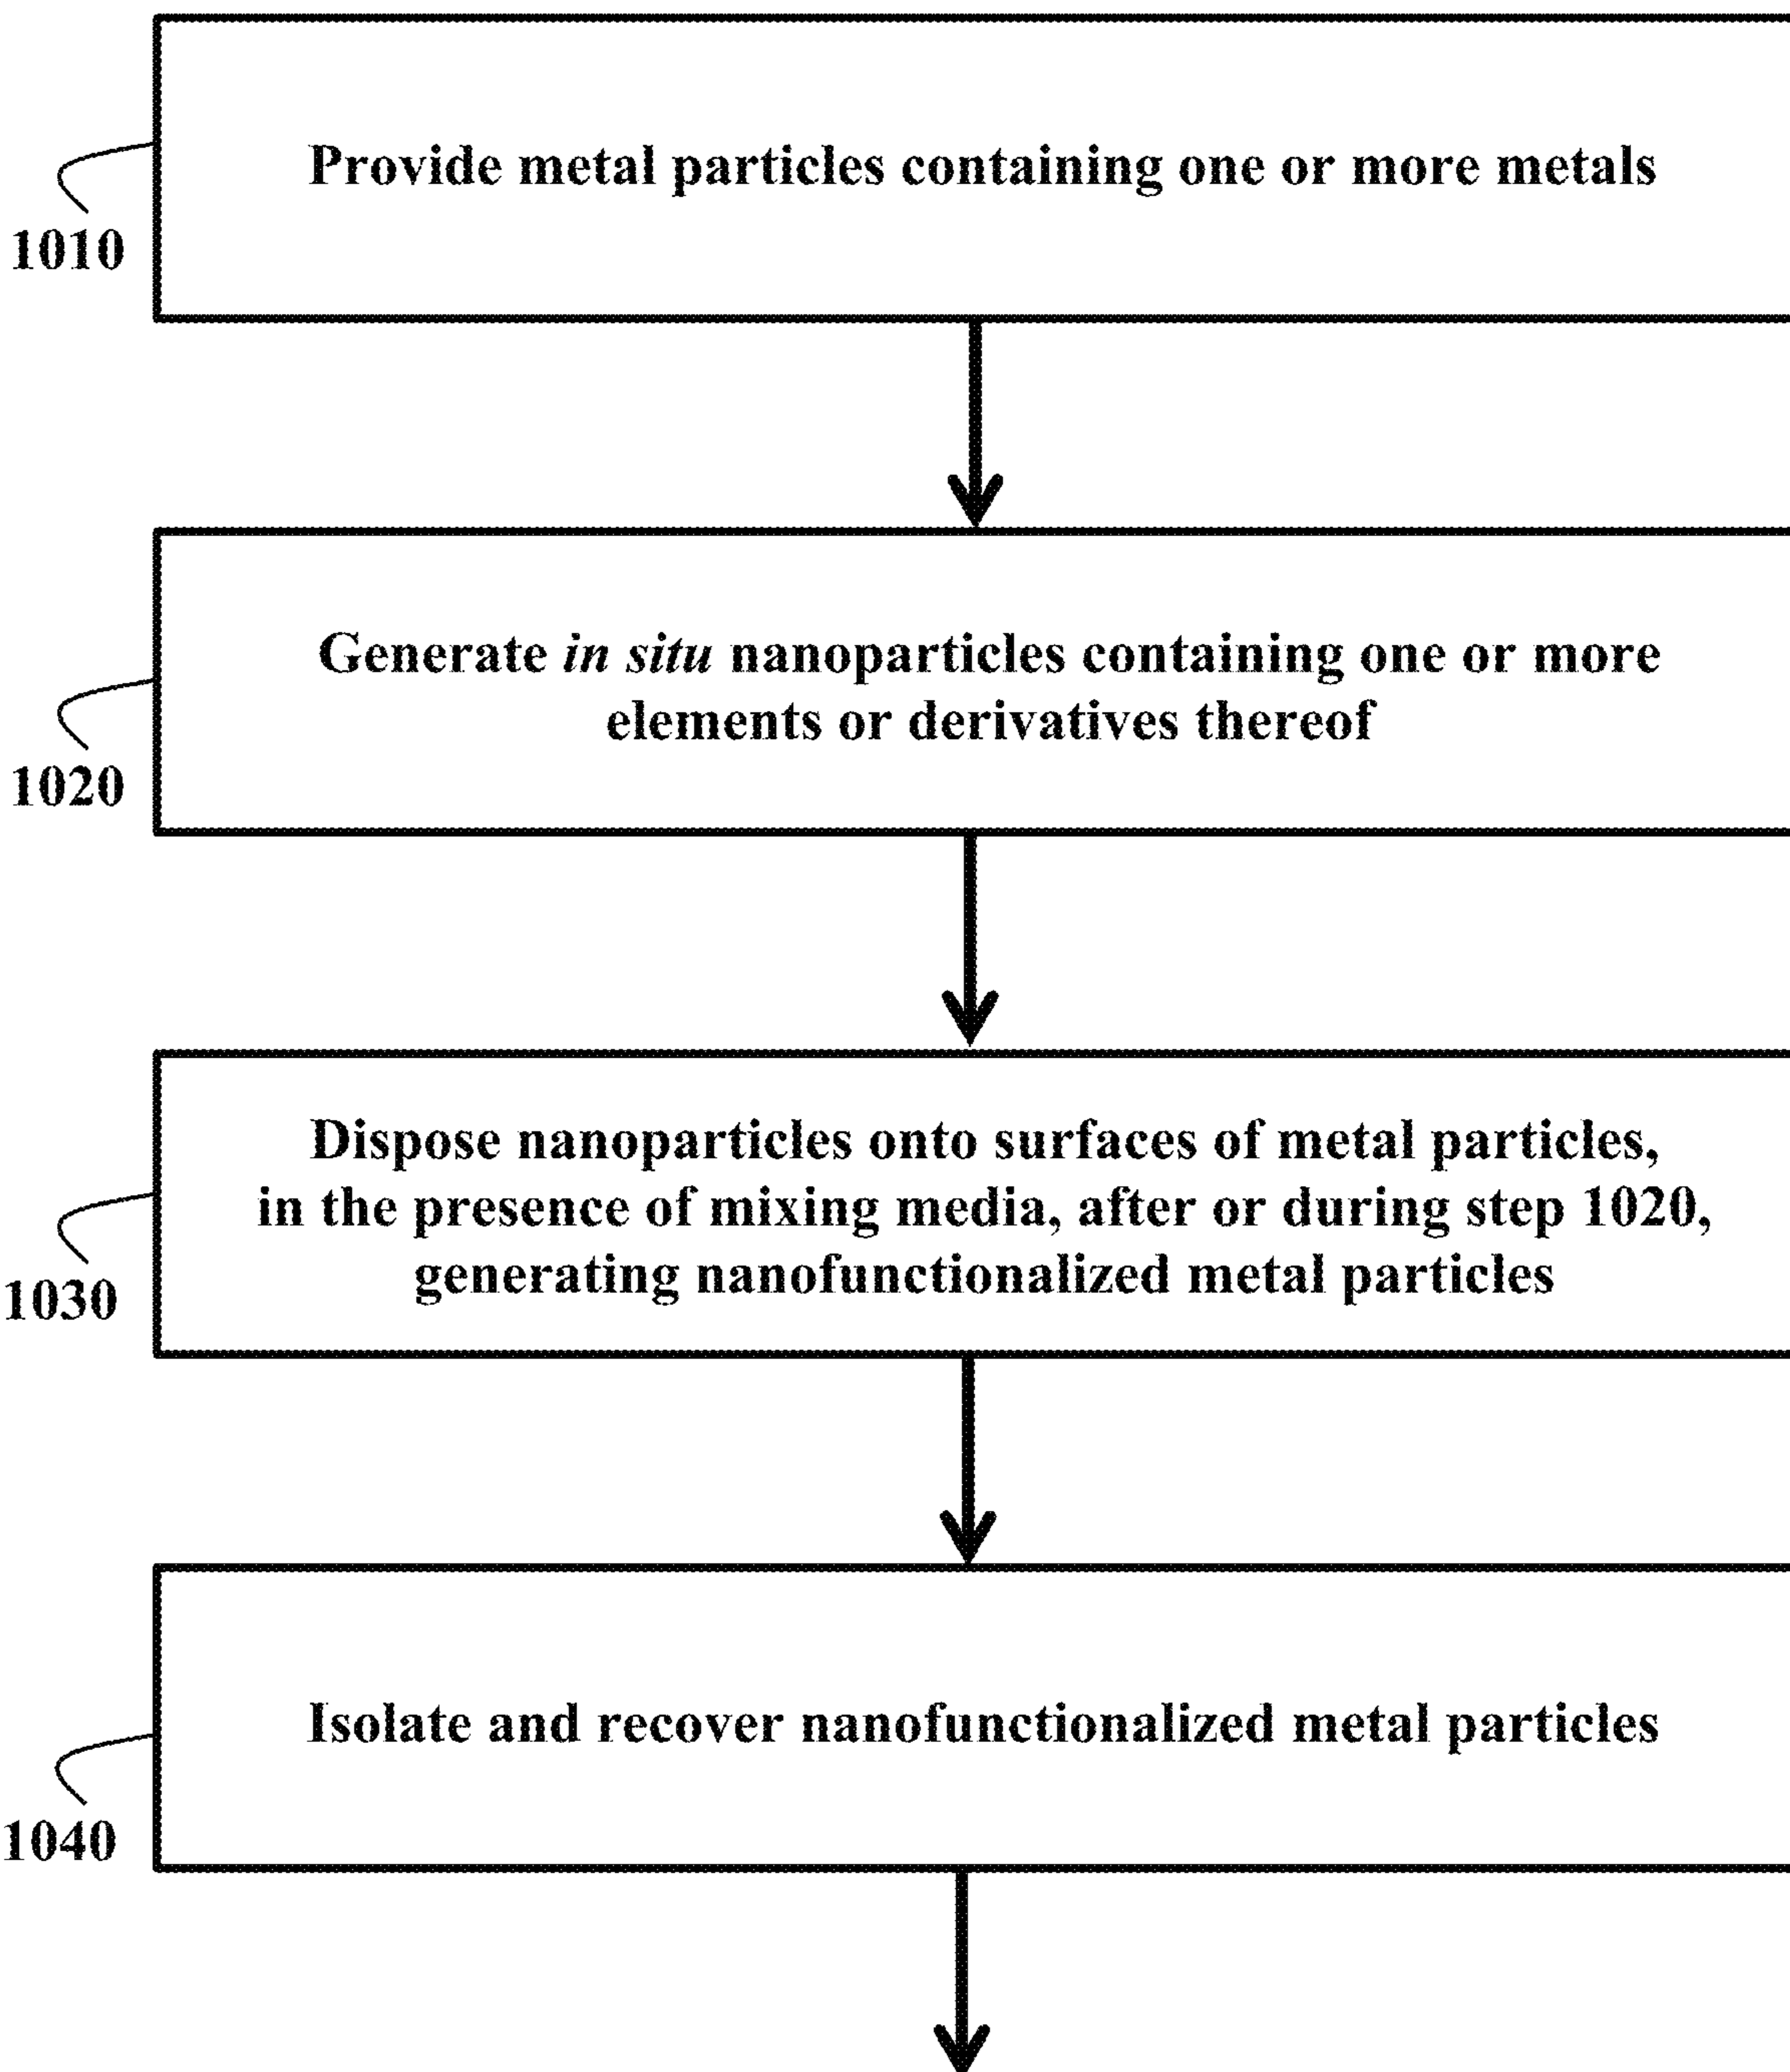 Provide metal particles containing one or more metals
1010
Generate in situ nanoparticles containing one or more
elements or derivatives thereof
1020
Dispose nanoparticles onto surfaces of metal particles,
in the presence of mixing media, after or during step 1020,
generating nanofunctionalized metal particles
1030
Isolate and recover nanofunctionalized metal particles
1040